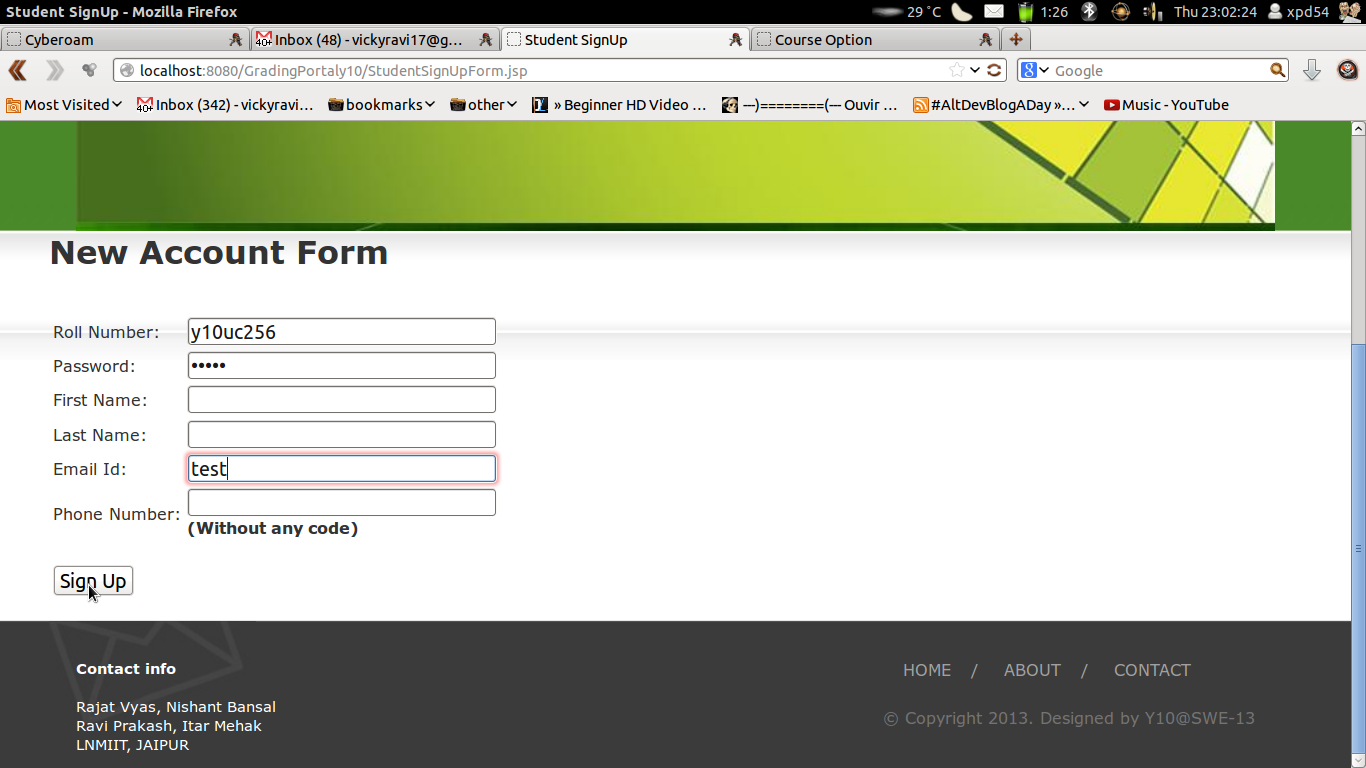 Student SignUp - Mozilla Firefox
29 °C
1:26
Thu 23:02:24
xpd54
Cyberoam
40+ Inbox (48) - vickyravi17@g...
Student SignUp
Course Option
localhost:8080/GradingPortaly10/StudentSignUpForm.jsp
Google
Most Visited
40+ Inbox (342) - vickyravi...
bookmarks
other
» Beginner HD Video ...
---)========(--- Ouvir ...
#AltDevBlogADay »...
Music - YouTube
New Account Form
Roll Number: y10uc256
Password: •••••
First Name:
Last Name:
Email Id: test
Phone Number:
(Without any code)
Sign Up
Contact info
Rajat Vyas, Nishant Bansal
Ravi Prakash, Itar Mehak
LNMIIT, JAIPUR
HOME / ABOUT / CONTACT
© Copyright 2013. Designed by Y10@SWE-13